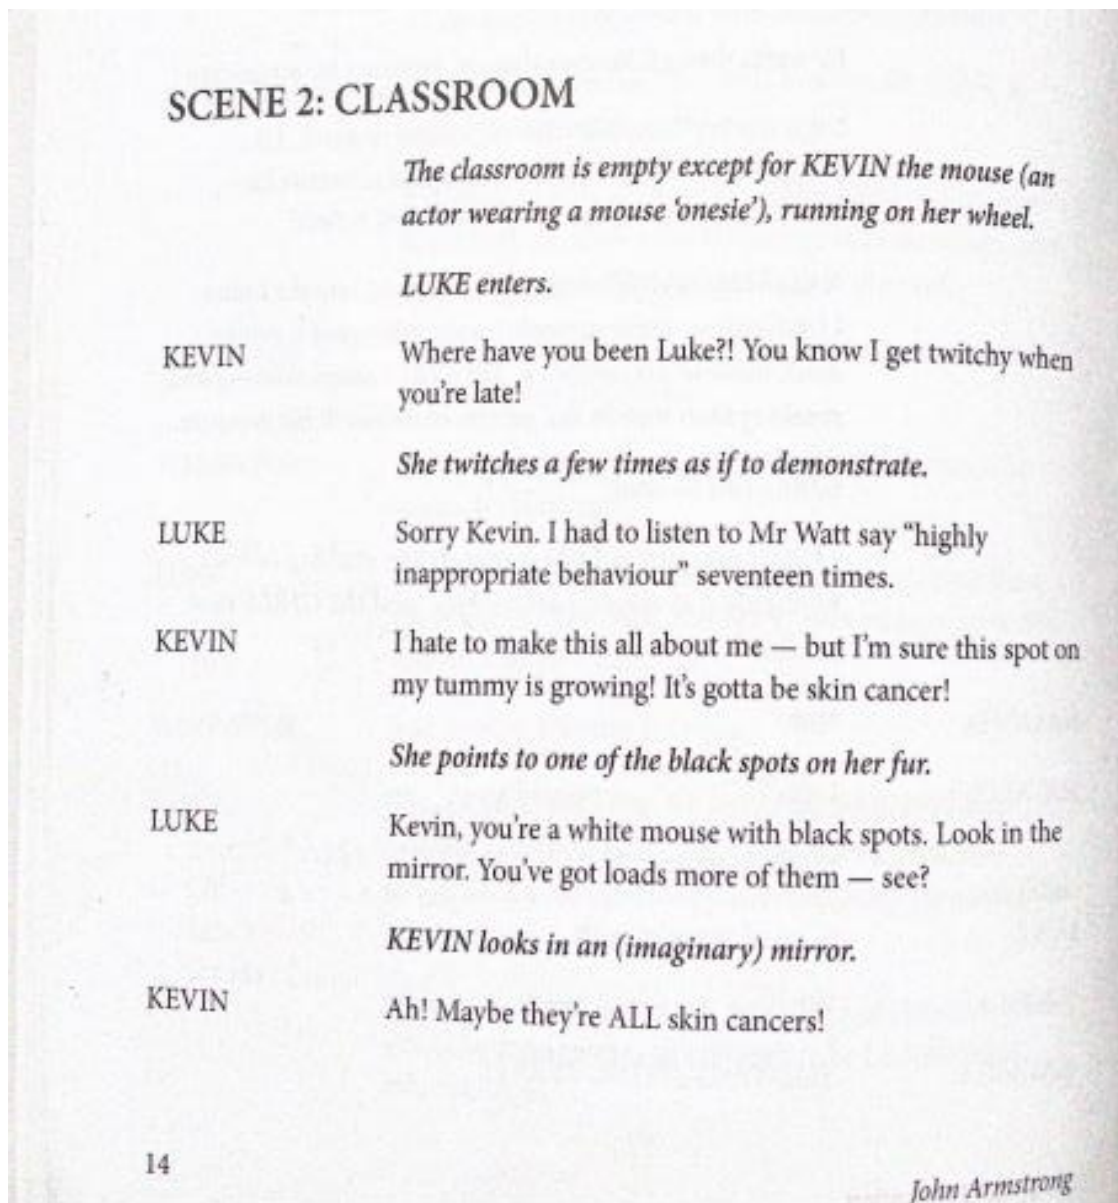 SCENE 2: CLASSROOM
The classroom is empty except for KEVIN the mouse (an
actor wearing a mouse ‘onesie’), running on her wheel.
LUKE enters.
KEVIN Where have you been Luke?! You know I get twitchy when
you’re late!
She twitches a few times as if to demonstrate.
LUKE Sorry Kevin. I had to listen to Mr Watt say “highly
inappropriate behaviour” seventeen times.
KEVIN I hate to make this all about me — but I’m sure this spot on
my tummy is growing! It’s gotta be skin cancer!
She points to one of the black spots on her fur.
LUKE Kevin, you’re a white mouse with black spots. Look in the
mirror. You’ve got loads more of them — see?
KEVIN looks in an (imaginary) mirror.
KEVIN Ah! Maybe they’re ALL skin cancers!
14
John Armstrong